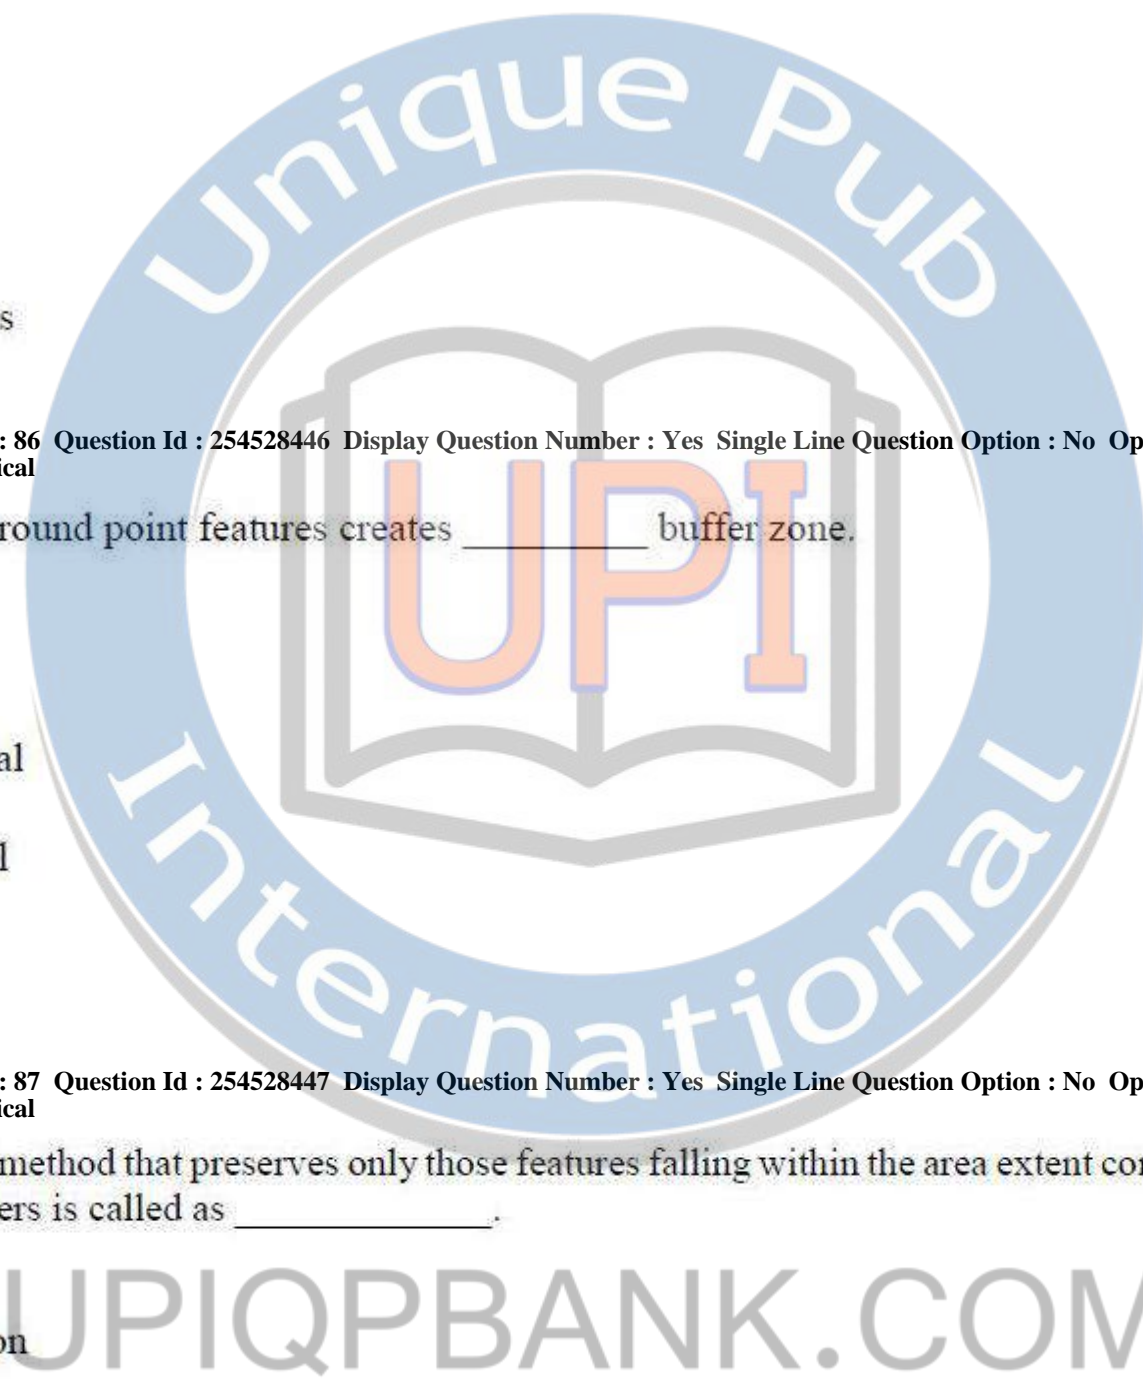 Unique Pub
s
: 86 Question Id : 254528446 Display Question Number : Yes Single Line Question Option : No Op
ical
round point features creates __________ buffer zone.
UPI
al
l
International
: 87 Question Id : 254528447 Display Question Number : Yes Single Line Question Option : No Op
ical
method that preserves only those features falling within the area extent co
ers is called as ______________.
on
UPIQPBANK.COM